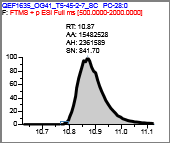 QEF1635_OG41_T5-45-2-7_SC PC-28:0
F: FTMS + p ESI Full ms [500.0000-2000.0000]
RT: 10.87
AA: 15482528
AH: 2361589
SN: 841.70
100
80
60
40
20
0
10.7 10.8 10.9 11.0 11.1